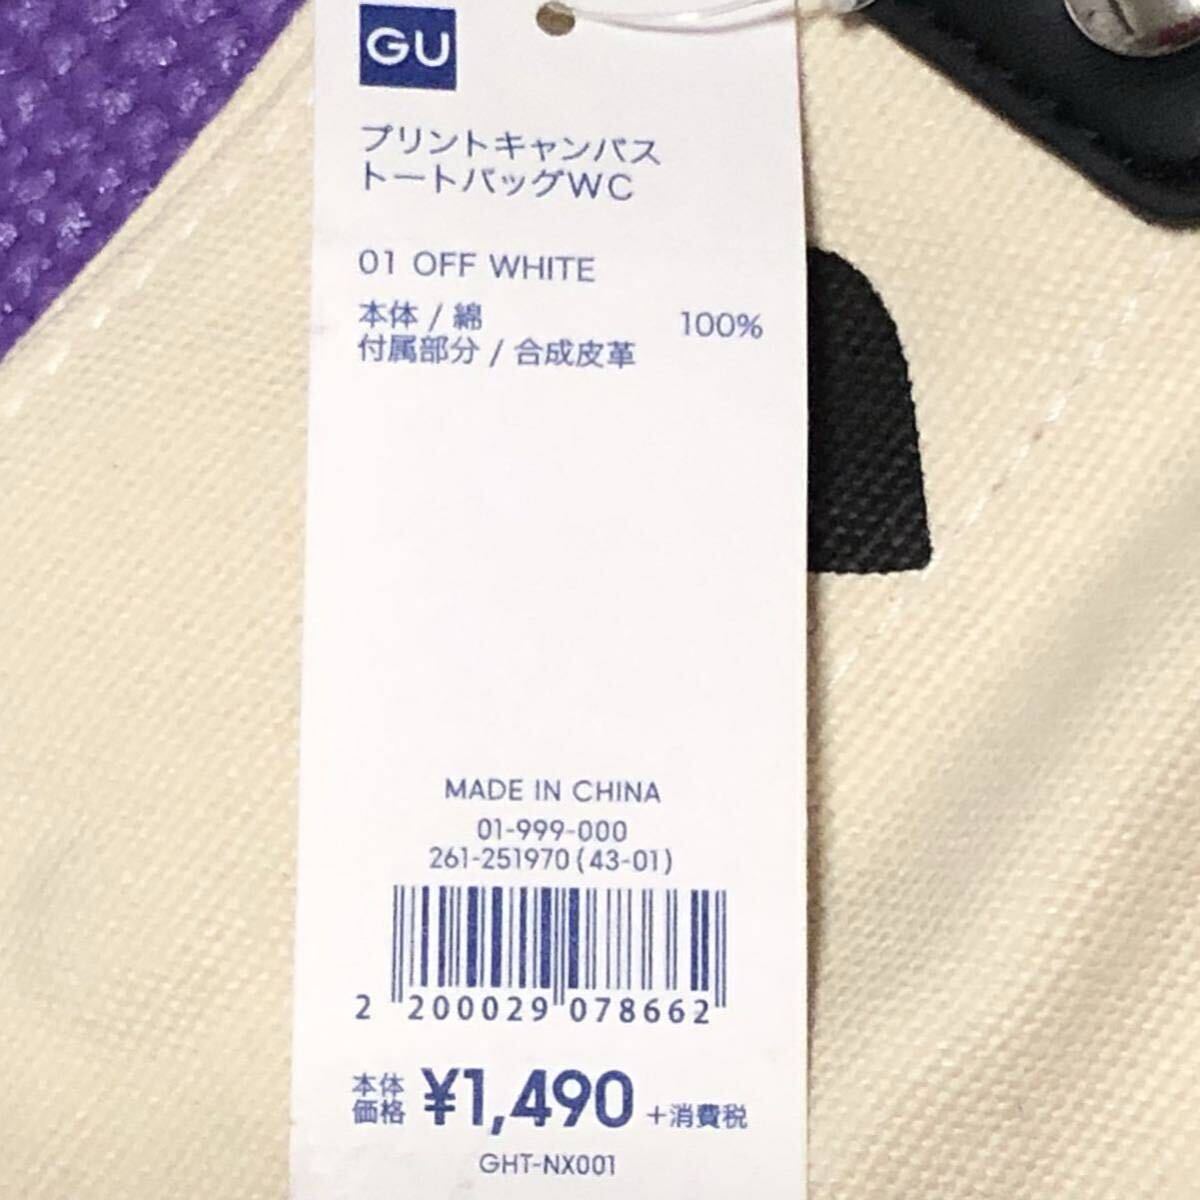 GU
プリントキャンバス
トートバッグWC
01 OFF WHITE
本体 / 綿 100%
付属部分 / 合成皮革
MADE IN CHINA
01-999-000
261-251970(43-01)
2 200029 078662
本体価格 ¥1,490 +消費税
GHT-NX001